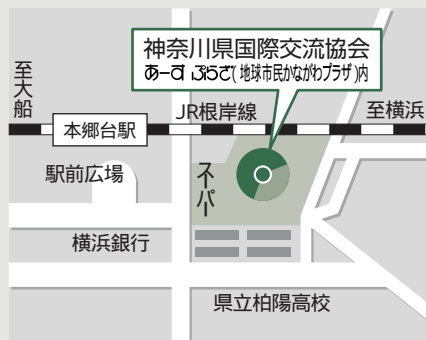 神奈川県国際交流協会
あーすぷらざ(地球市民かながわプラザ)内
至大船
JR根岸線
至横浜
本郷台駅
駅前広場
スーパー
横浜銀行
県立柏陽高校